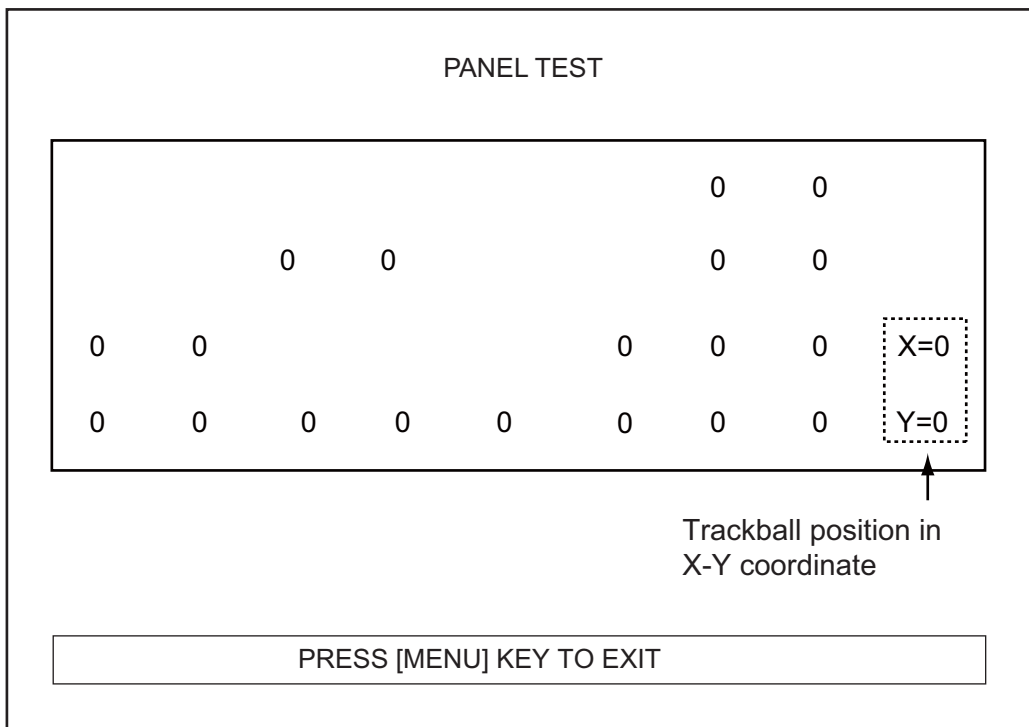 PANEL TEST
0 0
0 0 0 0
0 0 0 0 0 X=0
0 0 0 0 0 0 0 0 Y=0
Trackball position in
X-Y coordinate
PRESS [MENU] KEY TO EXIT